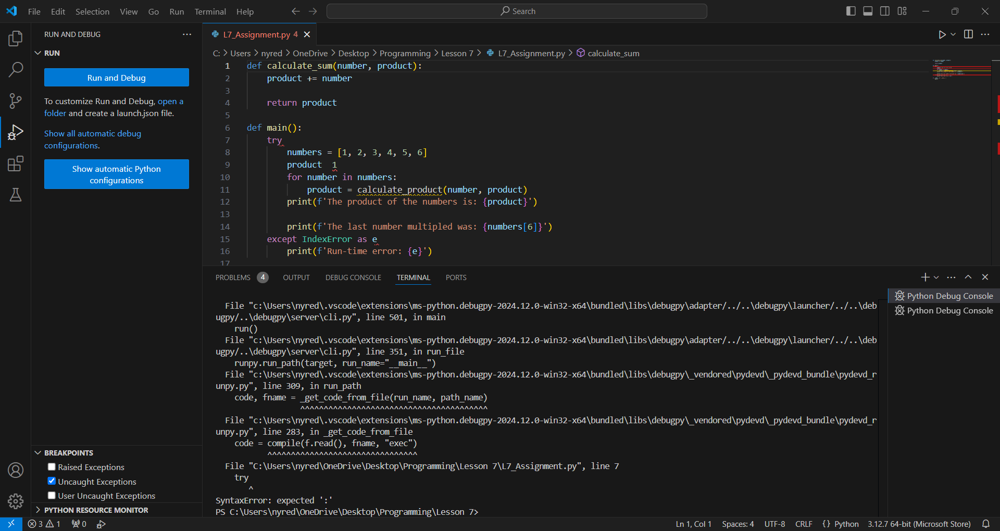 File Edit Selection View Go Run Terminal Help
Search
RUN AND DEBUG
RUN
Run and Debug
To customize Run and Debug, open a
folder and create a launch.json file.
Show all automatic debug
configurations.
Show automatic Python
configurations
BREAKPOINTS
Raised Exceptions
Uncaught Exceptions
User Uncaught Exceptions
PYTHON RESOURCE MONITOR
L7_Assignment.py 4
C: > Users > nyred > OneDrive > Desktop > Programming > Lesson 7 > L7_Assignment.py > calculate_sum
1 def calculate_sum(number, product):
2     product += number
3
4     return product
5
6 def main():
7     try
8         numbers = [1, 2, 3, 4, 5, 6]
9         product  1
10         for number in numbers:
11             product = calculate_product(number, product)
12         print(f'The product of the numbers is: {product}')
13
14         print(f'The last number multipled was: {numbers[6]}')
15     except IndexError as e
16         print(f'Run-time error: {e}')
17
PROBLEMS 4 OUTPUT DEBUG CONSOLE TERMINAL PORTS
  File "c:\Users\nyred\.vscode\extensions\ms-python.debugpy-2024.12.0-win32-x64\bundled\libs\debugpy\adapter/../..\debugpy\launcher/../..\deb
ugpy/..\debugpy\server\cli.py", line 501, in main
    run()
  File "c:\Users\nyred\.vscode\extensions\ms-python.debugpy-2024.12.0-win32-x64\bundled\libs\debugpy\adapter/../..\debugpy\launcher/../..\deb
ugpy/..\debugpy\server\cli.py", line 351, in run_file
    runpy.run_path(target, run_name="__main__")
  File "c:\Users\nyred\.vscode\extensions\ms-python.debugpy-2024.12.0-win32-x64\bundled\libs\debugpy\_vendored\pydevd\_pydevd_bundle\pydevd_r
unpy.py", line 309, in run_path
    code, fname = _get_code_from_file(run_name, path_name)
                  ^^^^^^^^^^^^^^^^^^^^^^^^^^^^^^^^^^^^^^^^
  File "c:\Users\nyred\.vscode\extensions\ms-python.debugpy-2024.12.0-win32-x64\bundled\libs\debugpy\_vendored\pydevd\_pydevd_bundle\pydevd_r
unpy.py", line 283, in _get_code_from_file
    code = compile(f.read(), fname, "exec")
           ^^^^^^^^^^^^^^^^^^^^^^^^^^^^^^^^
  File "C:\Users\nyred\OneDrive\Desktop\Programming\Lesson 7\L7_Assignment.py", line 7
    try
       ^
SyntaxError: expected ':'
PS C:\Users\nyred\OneDrive\Desktop\Programming\Lesson 7>
Python Debug Console
Python Debug Console
3 1 0
Ln 1, Col 1 Spaces: 4 UTF-8 CRLF {} Python 3.12.7 64-bit (Microsoft Store)